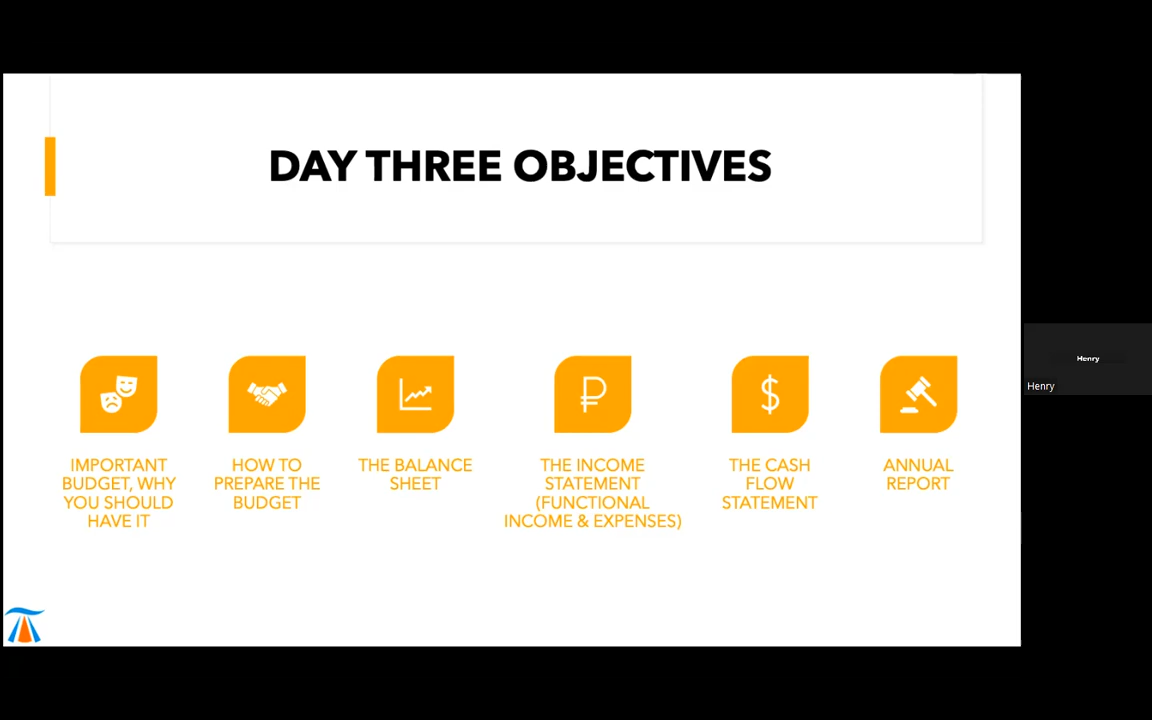 DAY THREE OBJECTIVES
IMPORTANT
BUDGET, WHY
YOU SHOULD
HAVE IT
HOW TO
PREPARE THE
BUDGET
THE BALANCE
SHEET
THE INCOME
STATEMENT
(FUNCTIONAL
INCOME & EXPENSES)
THE CASH
FLOW
STATEMENT
ANNUAL
REPORT
Henry
Henry